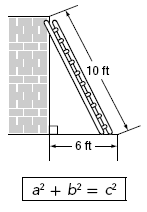 10 ft
6 ft
a² + b² = c²